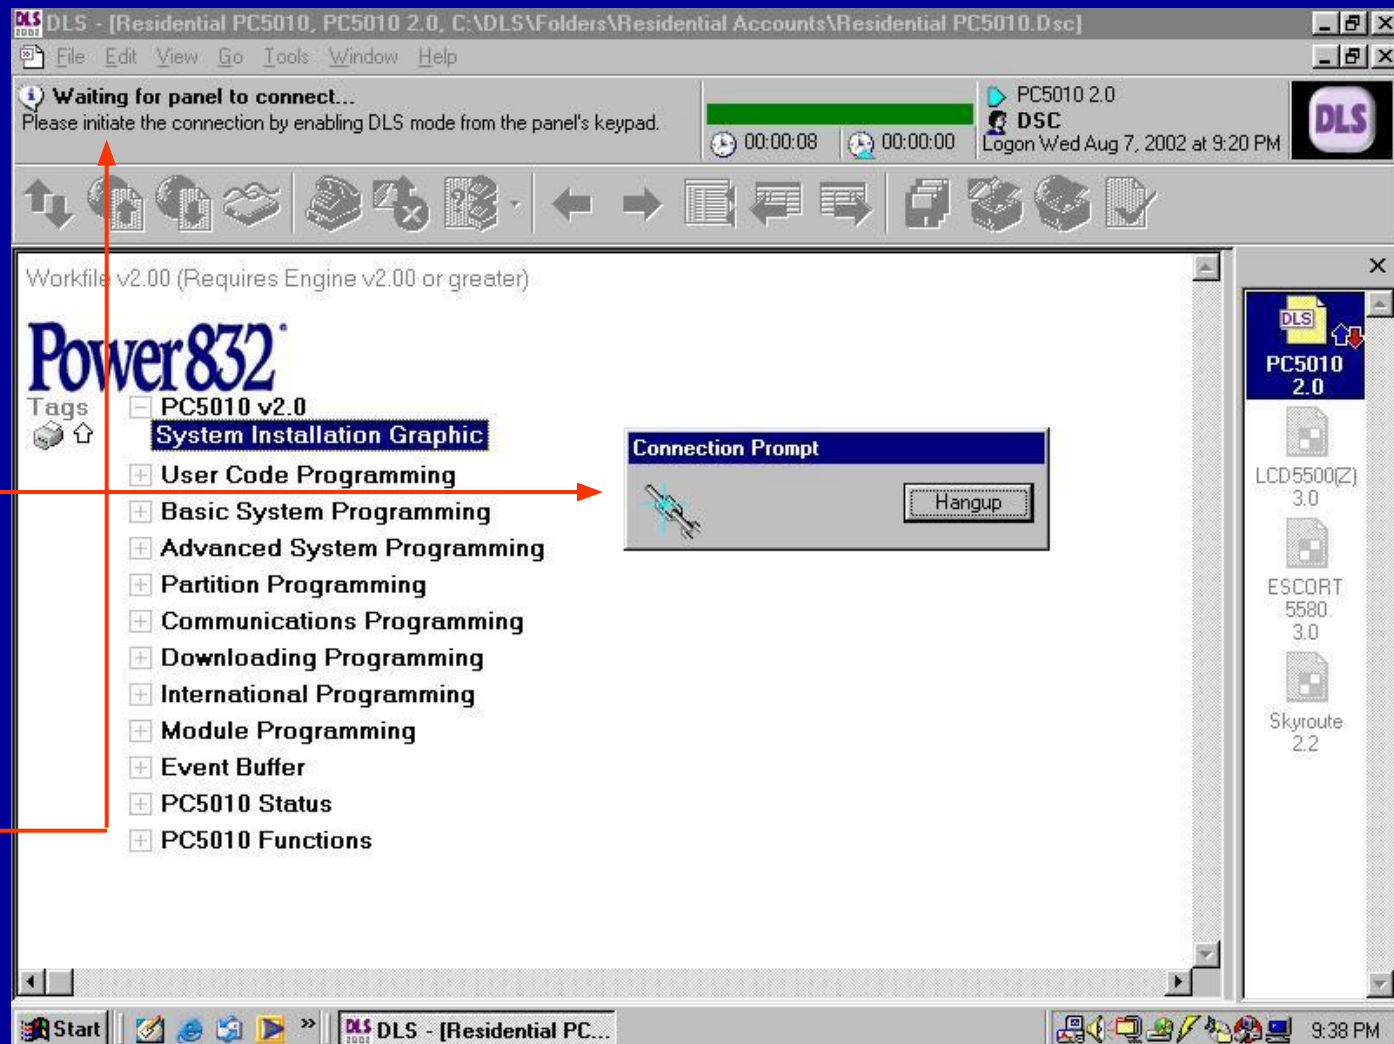 DLS - [Residential PC5010, PC5010 2.0, C:\DLS\Folders\Residential Accounts\Residential PC5010.Dsc]
File Edit View Go Tools Window Help
Waiting for panel to connect...
Please initiate the connection by enabling DLS mode from the panel's keypad.
00:00:08
00:00:00
PC5010 2.0
DSC
Logon Wed Aug 7, 2002 at 9:20 PM
DLS
Workfile v2.00 (Requires Engine v2.00 or greater)
Power832
Tags
PC5010 v2.0
System Installation Graphic
User Code Programming
Basic System Programming
Advanced System Programming
Partition Programming
Communications Programming
Downloading Programming
International Programming
Module Programming
Event Buffer
PC5010 Status
PC5010 Functions
Connection Prompt
Hangup
DLS
PC5010
2.0
LCD5500(Z)
3.0
ESCORT
5580.
3.0
Skyroute
2.2
Start
DLS - [Residential PC...
9:38 PM